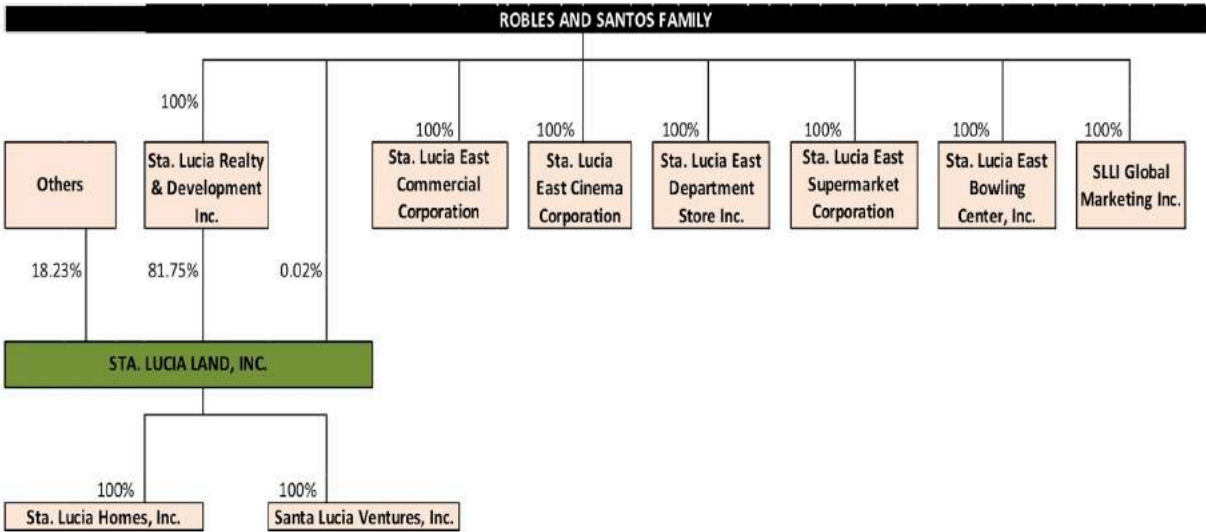 ROBLES AND SANTOS FAMILY
100%
100%
100%
100%
100%
100%
100%
Others
Sta. Lucia Realty
& Development
Inc.
Sta. Lucia East
Commercial
Corporation
Sta. Lucia
East Cinema
Corporation
Sta. Lucia East
Department
Store Inc.
Sta. Lucia East
Supermarket
Corporation
Sta. Lucia East
Bowling
Center, Inc.
SLLI Global
Marketing Inc.
18.23%
81.75%
0.02%
STA. LUCIA LAND, INC.
100%
100%
Sta. Lucia Homes, Inc.
Santa Lucia Ventures, Inc.